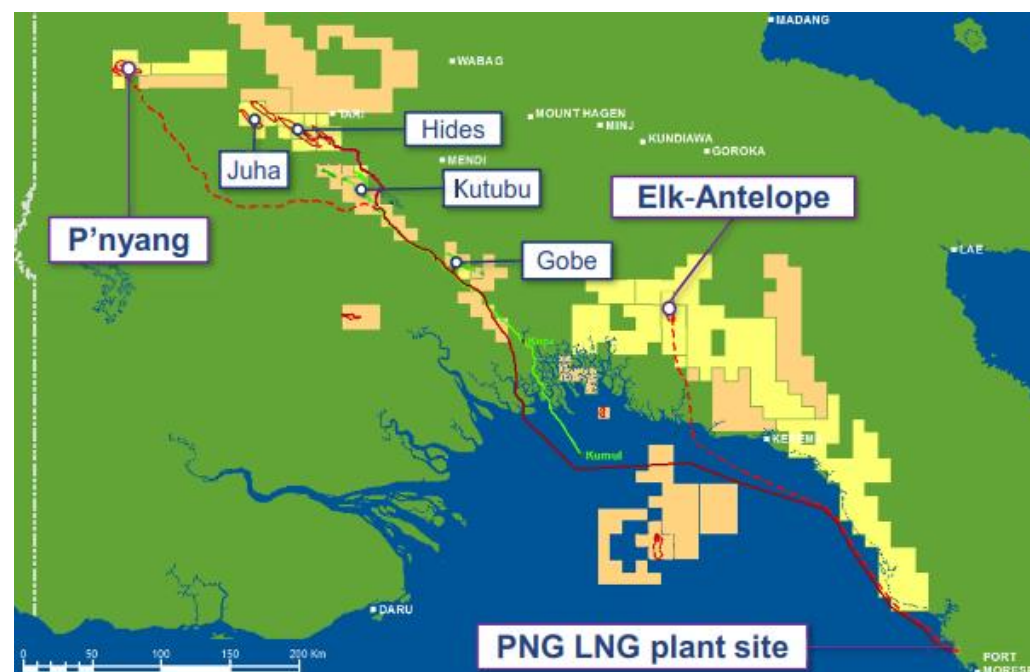 MADANG
WABAG
TARI
MOUNT HAGEN
MINJ
KUNDIAWA
GOROKA
Hides
Juha
MENDI
Kutubu
Elk-Antelope
P'nyang
Gobe
LAE
Kumul
DARU
0 50 100 150 200 Km
PNG LNG plant site
PORT